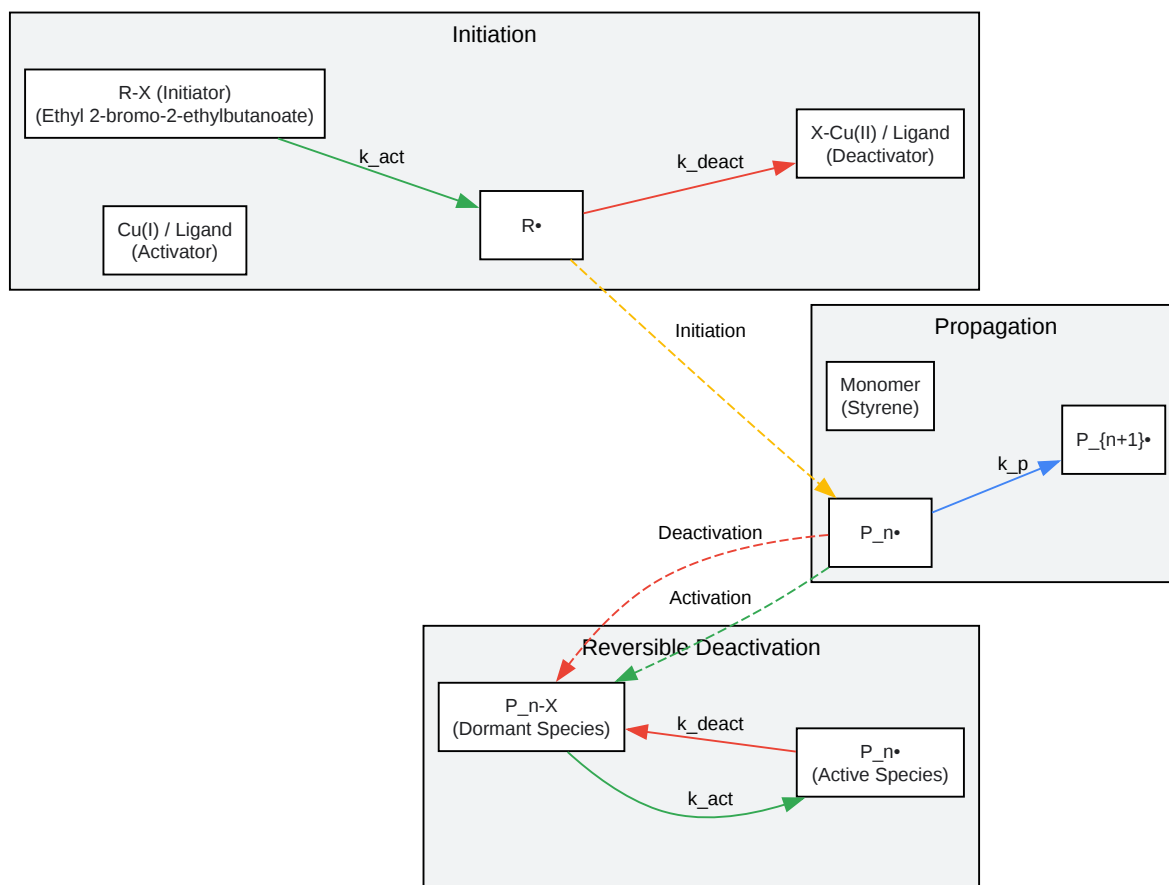 Initiation
R-X (Initiator)
(Ethyl 2-bromo-2-ethylbutanoate)
k_act
X-Cu(II) / Ligand
(Deactivator)
k_deact
Cu(I) / Ligand
(Activator)
R•
Initiation
Propagation
Monomer
(Styrene)
P_{n+1}•
k_p
P_n•
Deactivation
Activation
Reversible Deactivation
P_n-X
(Dormant Species)
k_deact
P_n•
(Active Species)
k_act